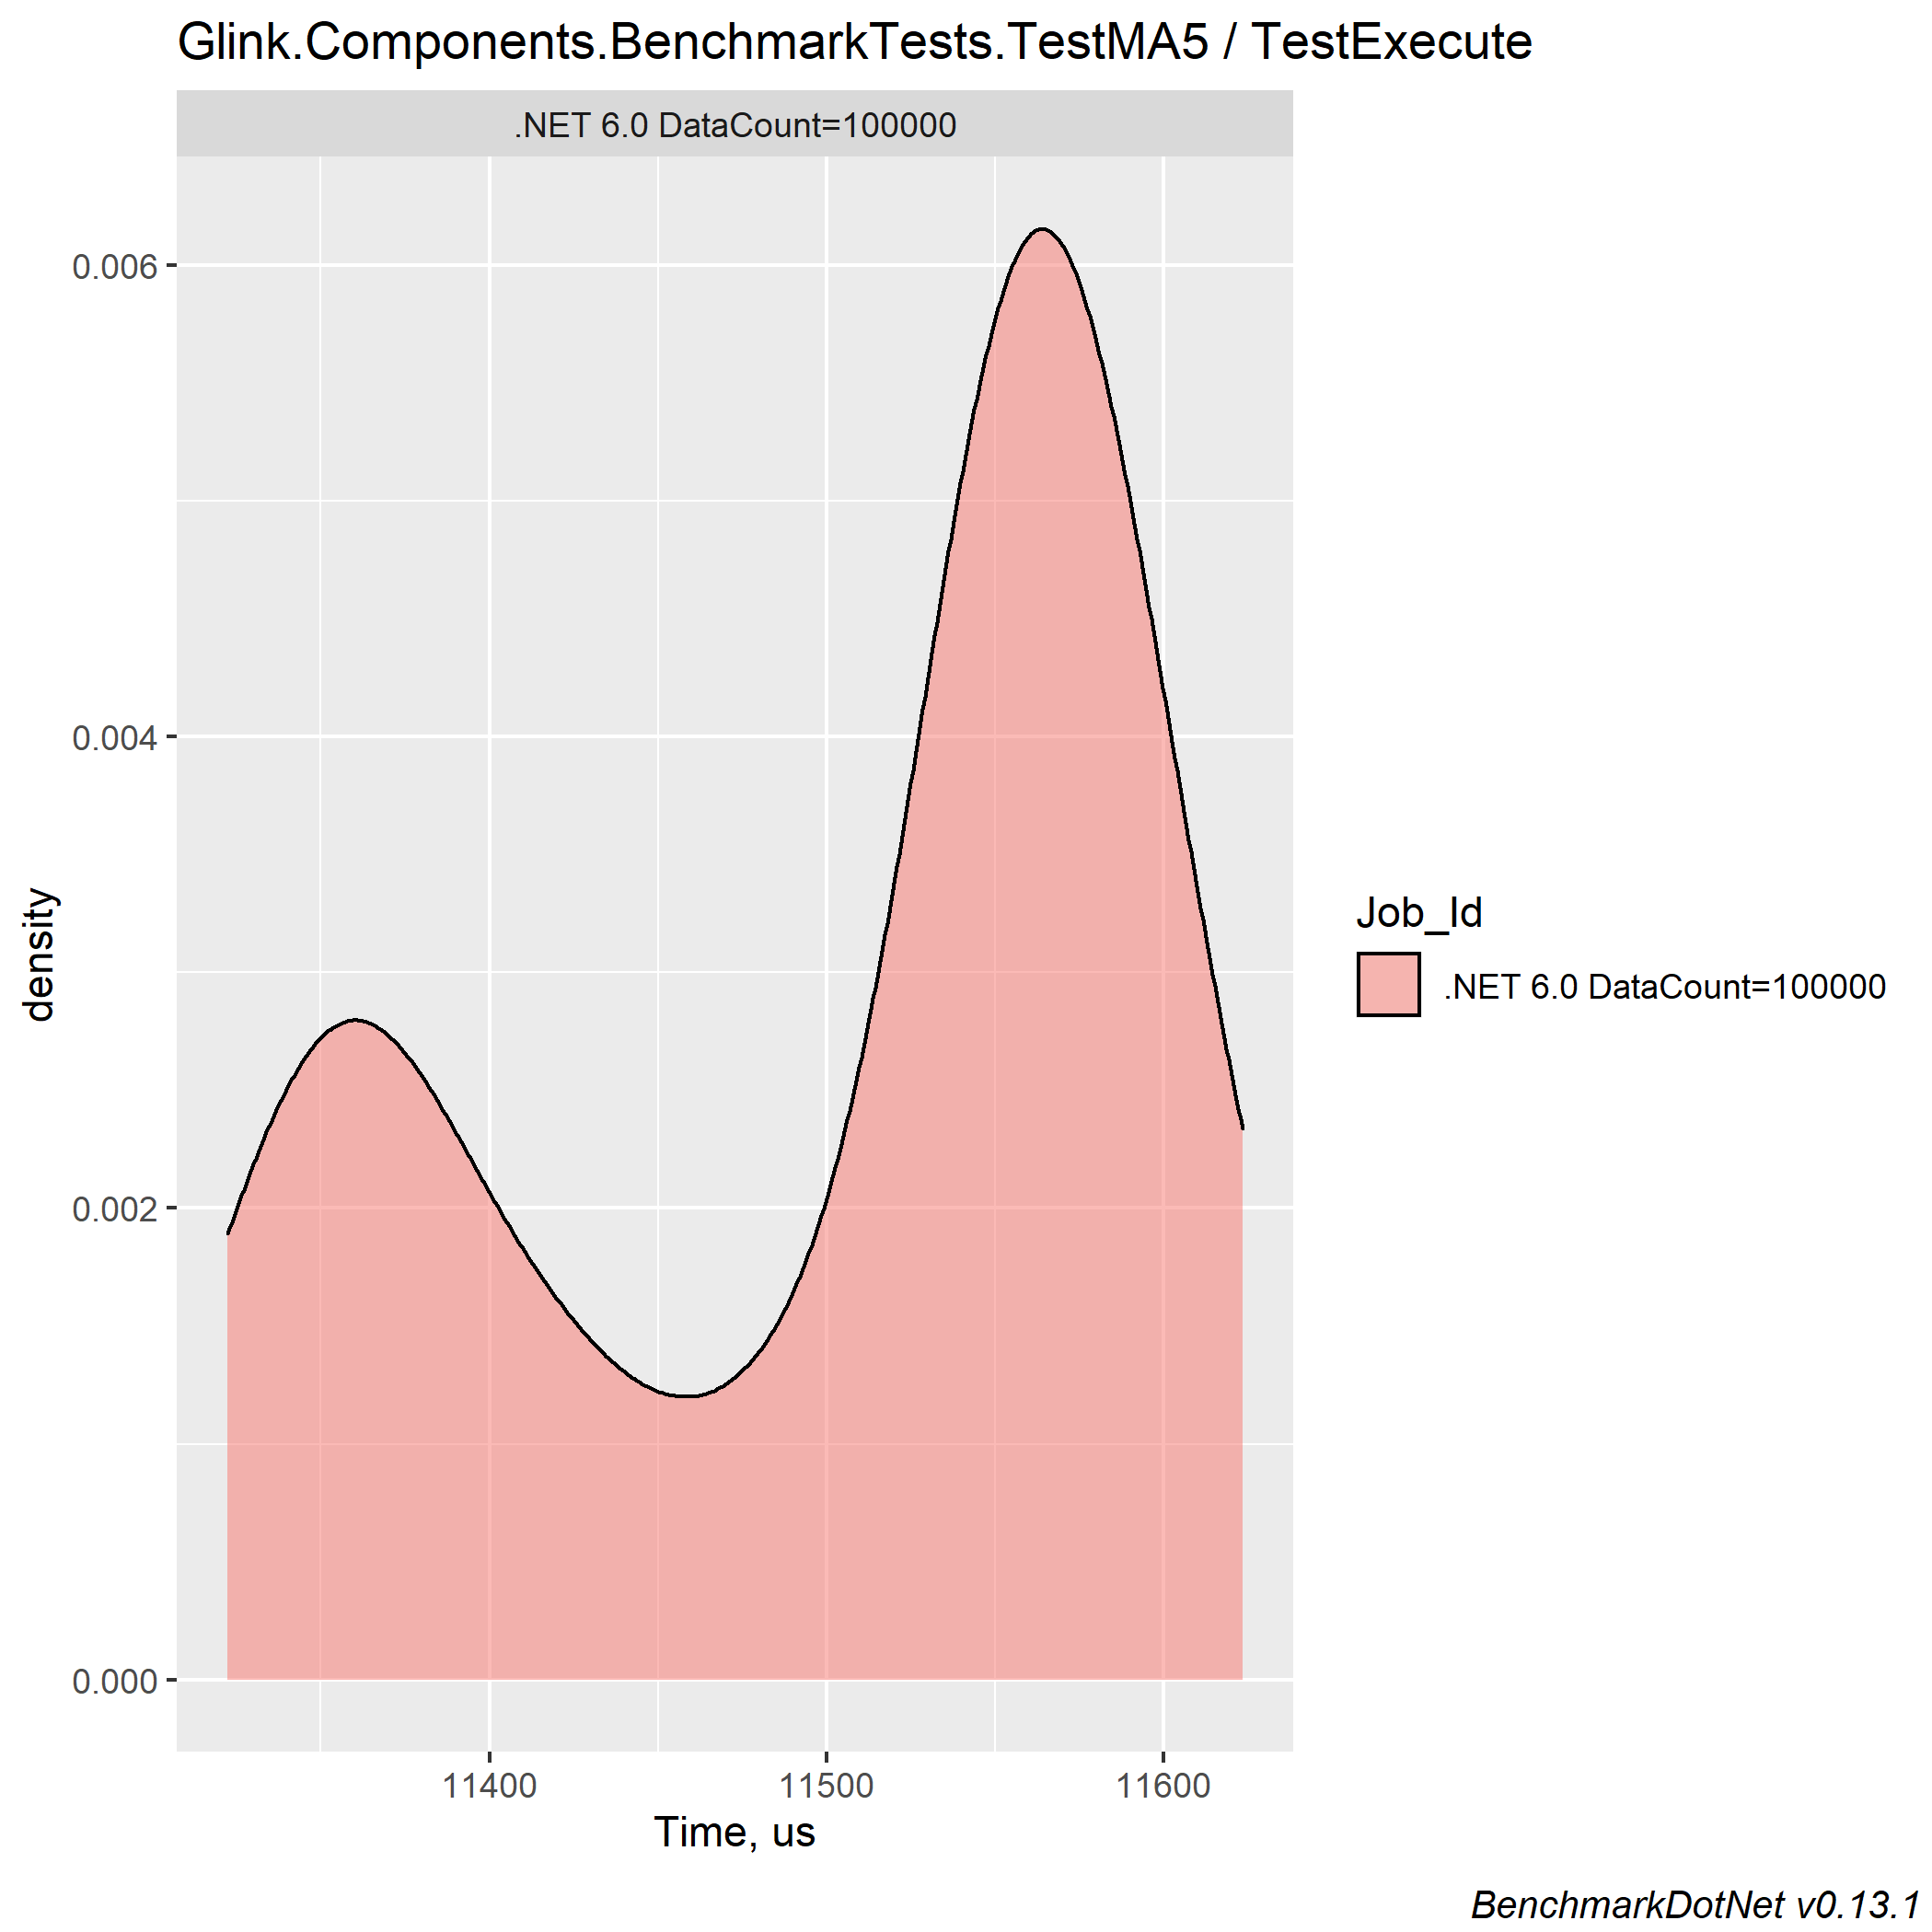 Glink.Components.BenchmarkTests.TestMA5 / TestExecute
.NET 6.0 DataCount=100000
0.006
0.004
0.002
0.000
density
11400 11500 11600
Time, us
Job_Id
.NET 6.0 DataCount=100000
BenchmarkDotNet v0.13.1